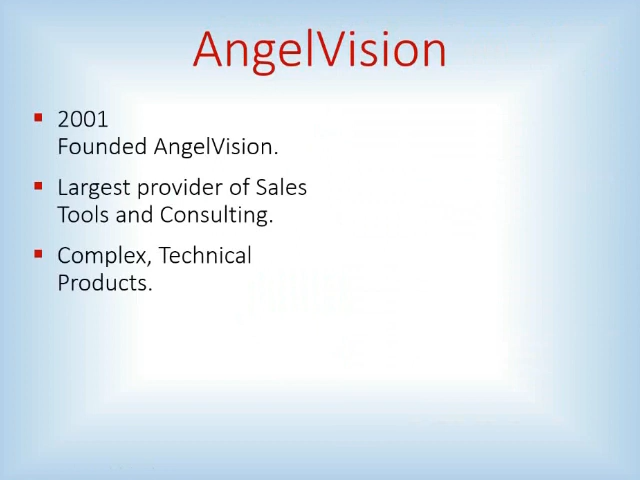 AngelVision
2001
Founded AngelVision.
Largest provider of Sales
Tools and Consulting.
Complex, Technical
Products.